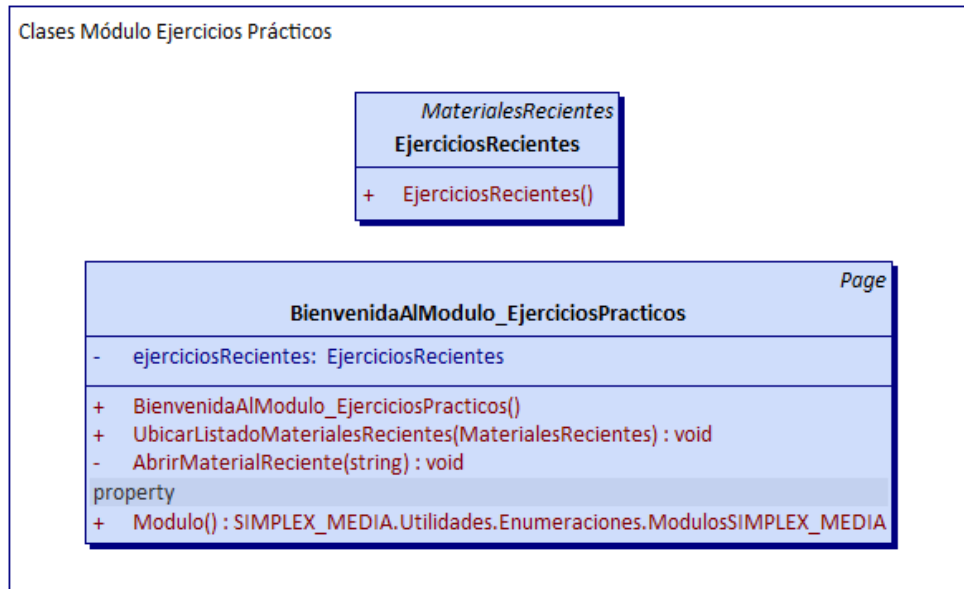 Clases Módulo Ejercicios Prácticos
MaterialesRecientes
EjerciciosRecientes
+ EjerciciosRecientes()
Page
BienvenidaAlModulo_EjerciciosPracticos
- ejerciciosRecientes: EjerciciosRecientes
+ BienvenidaAlModulo_EjerciciosPracticos()
+ UbicarListadoMaterialesRecientes(MaterialesRecientes) : void
- AbrirMaterialReciente(string) : void
property
+ Modulo() : SIMPLEX_MEDIA.Utilidades.Enumeraciones.ModulosSIMPLEX_MEDIA